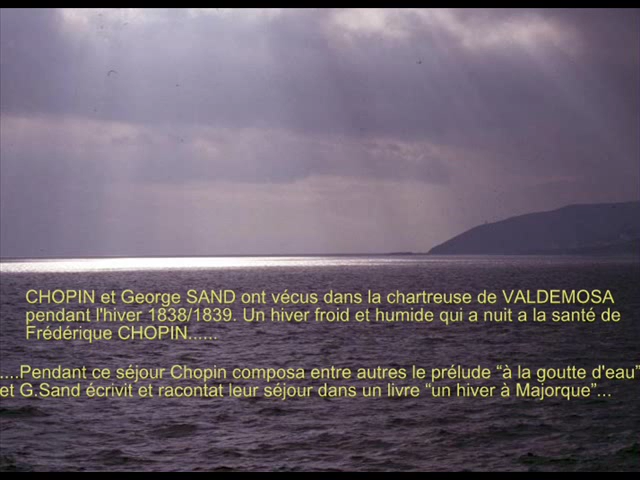 CHOPIN et George SAND ont vécus dans la chartreuse de VALDEMOSA
pendant l'hiver 1838/1839. Un hiver froid et humide qui a nuit a la santé de
Frédérique CHOPIN......
....Pendant ce séjour Chopin composa entre autres le prélude “à la goutte d'eau”
et G.Sand écrivit et racontat leur séjour dans un livre “un hiver à Majorque”...